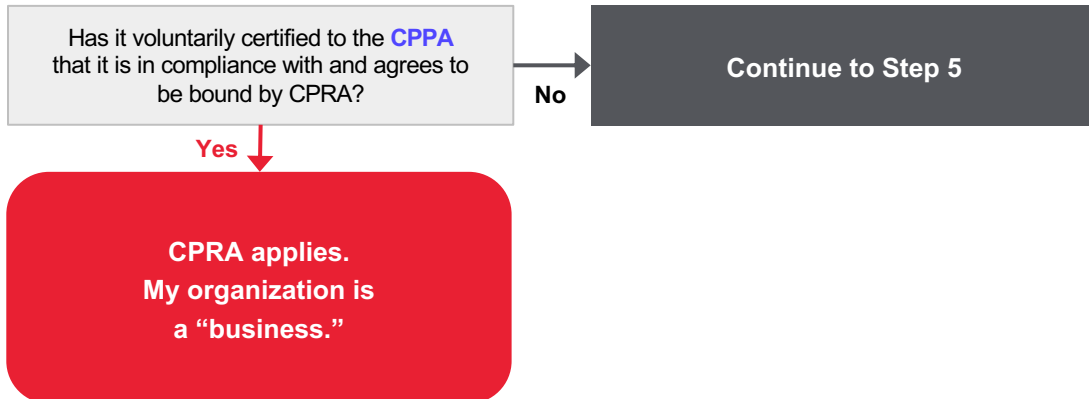 Has it voluntarily certified to the CPPA
that it is in compliance with and agrees to
be bound by CPRA?
No
Continue to Step 5
Yes
CPRA applies.
My organization is
a “business.”